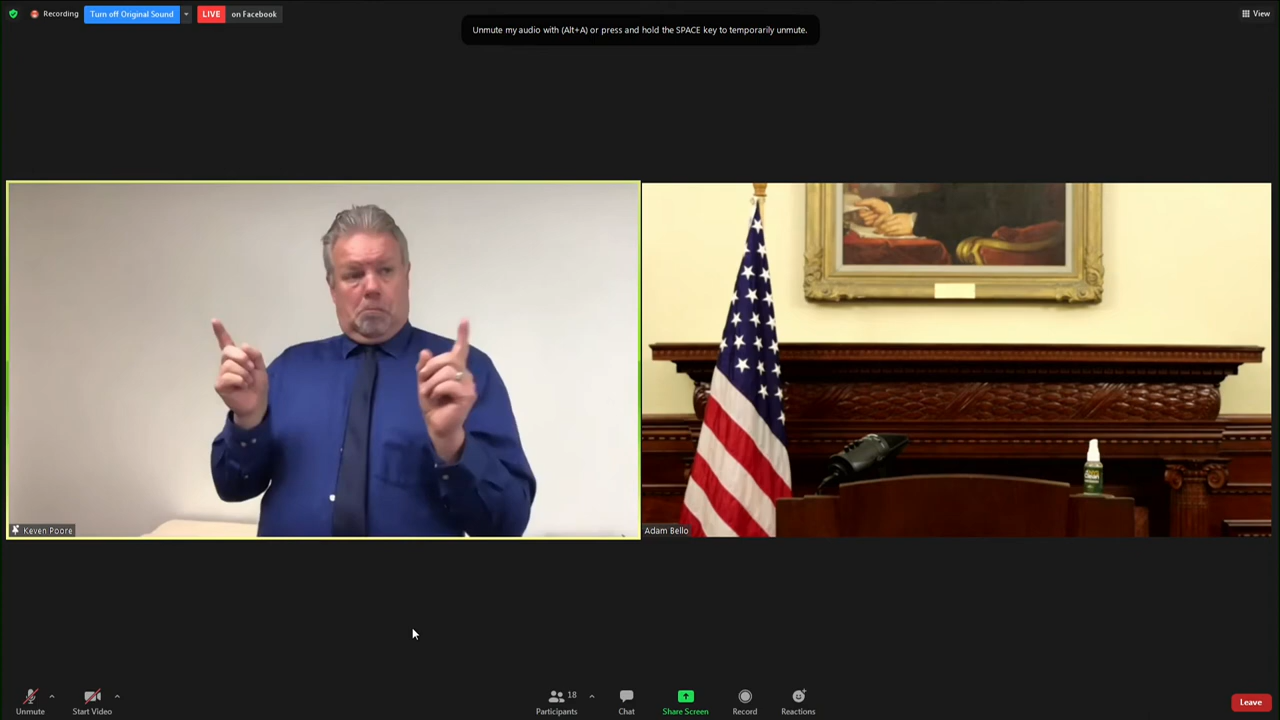 Recording
Turn off Original Sound
LIVE on Facebook
View
Unmute my audio with (Alt+A) or press and hold the SPACE key to temporarily unmute.
Keven Poore
Adam Bello
Unmute
Start Video
18
Participants
Chat
Share Screen
Record
Reactions
Leave